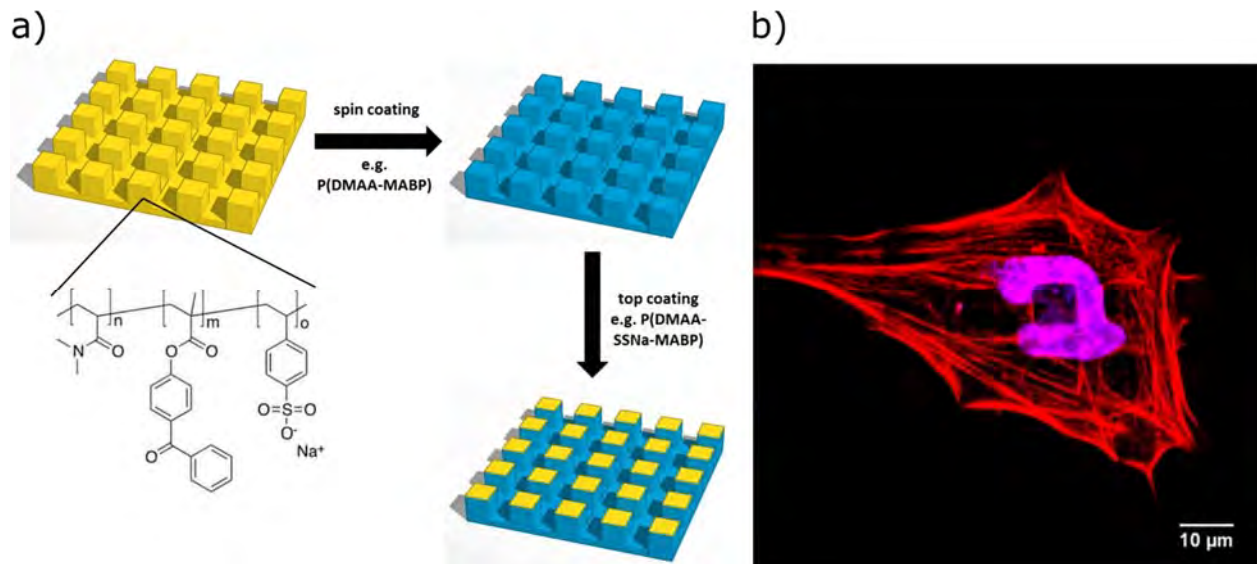 a)
b)
spin coating
e.g.
P(DMAA-MABP)
top coating
e.g. P(DMAA-
SSNa-MABP)
n
m
o
N
O
O
O
O
S
O
O-
Na+
O
10 µm